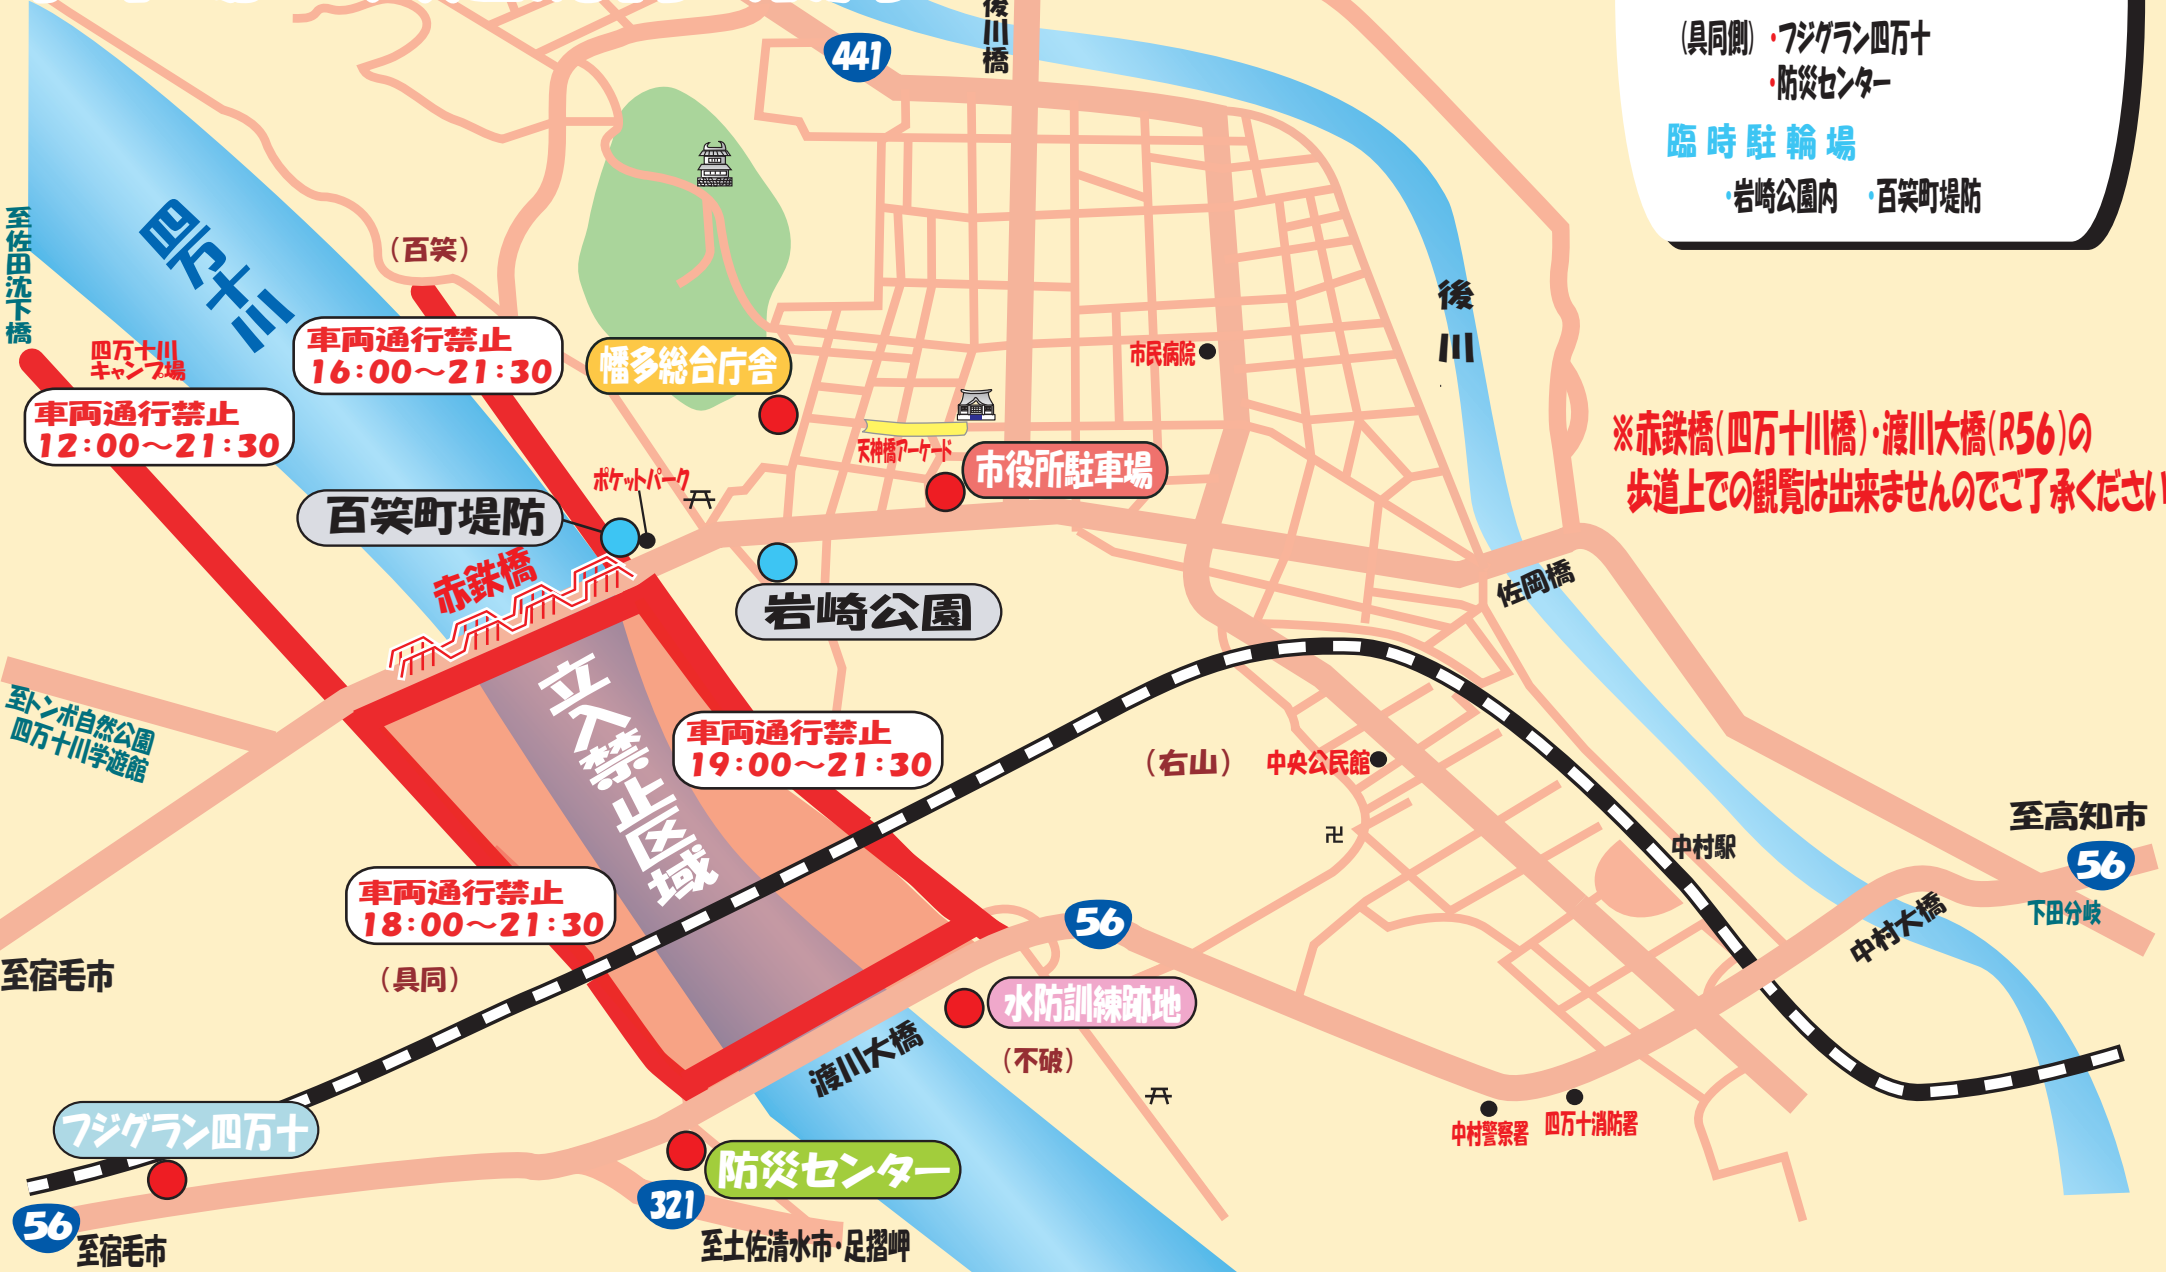 後川橋
441
(具同側)・フジグラン四万十
・防災センター
臨時駐輪場
・岩崎公園内 ・百笑町堤防
至佐田沈下橋
四万十川
(百笑)
後川
四万十川
キャンプ場
車両通行禁止
16:00〜21:30
幡多総合庁舎
市民病院
車両通行禁止
12:00〜21:30
天神橋アーケード
市役所駐車場
※赤鉄橋(四万十川橋)・渡川大橋(R56)の
歩道上での観覧は出来ませんのでご了承ください
ポケットパーク
百笑町堤防
赤鉄橋
岩崎公園
佐岡橋
至トンボ自然公園
四万十川学遊館
立入禁止区域
車両通行禁止
19:00〜21:30
(右山)
中央公民館
中村駅
至高知市
56
下田分岐
中村大橋
車両通行禁止
18:00〜21:30
(具同)
56
至宿毛市
水防訓練跡地
(不破)
渡川大橋
フジグラン四万十
防災センター
中村警察署
四万十消防署
56
至宿毛市
321
至土佐清水市・足摺岬